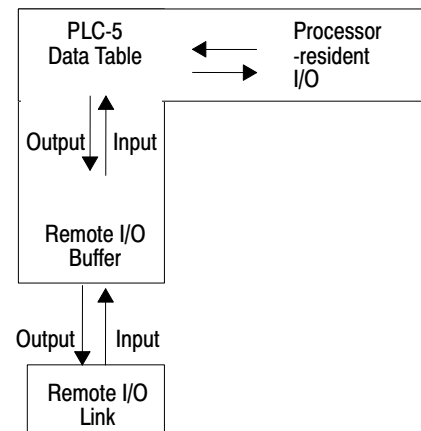 PLC-5
Data Table
Processor
-resident
I/O
Output
Input
Remote I/O
Buffer
Output
Input
Remote I/O
Link